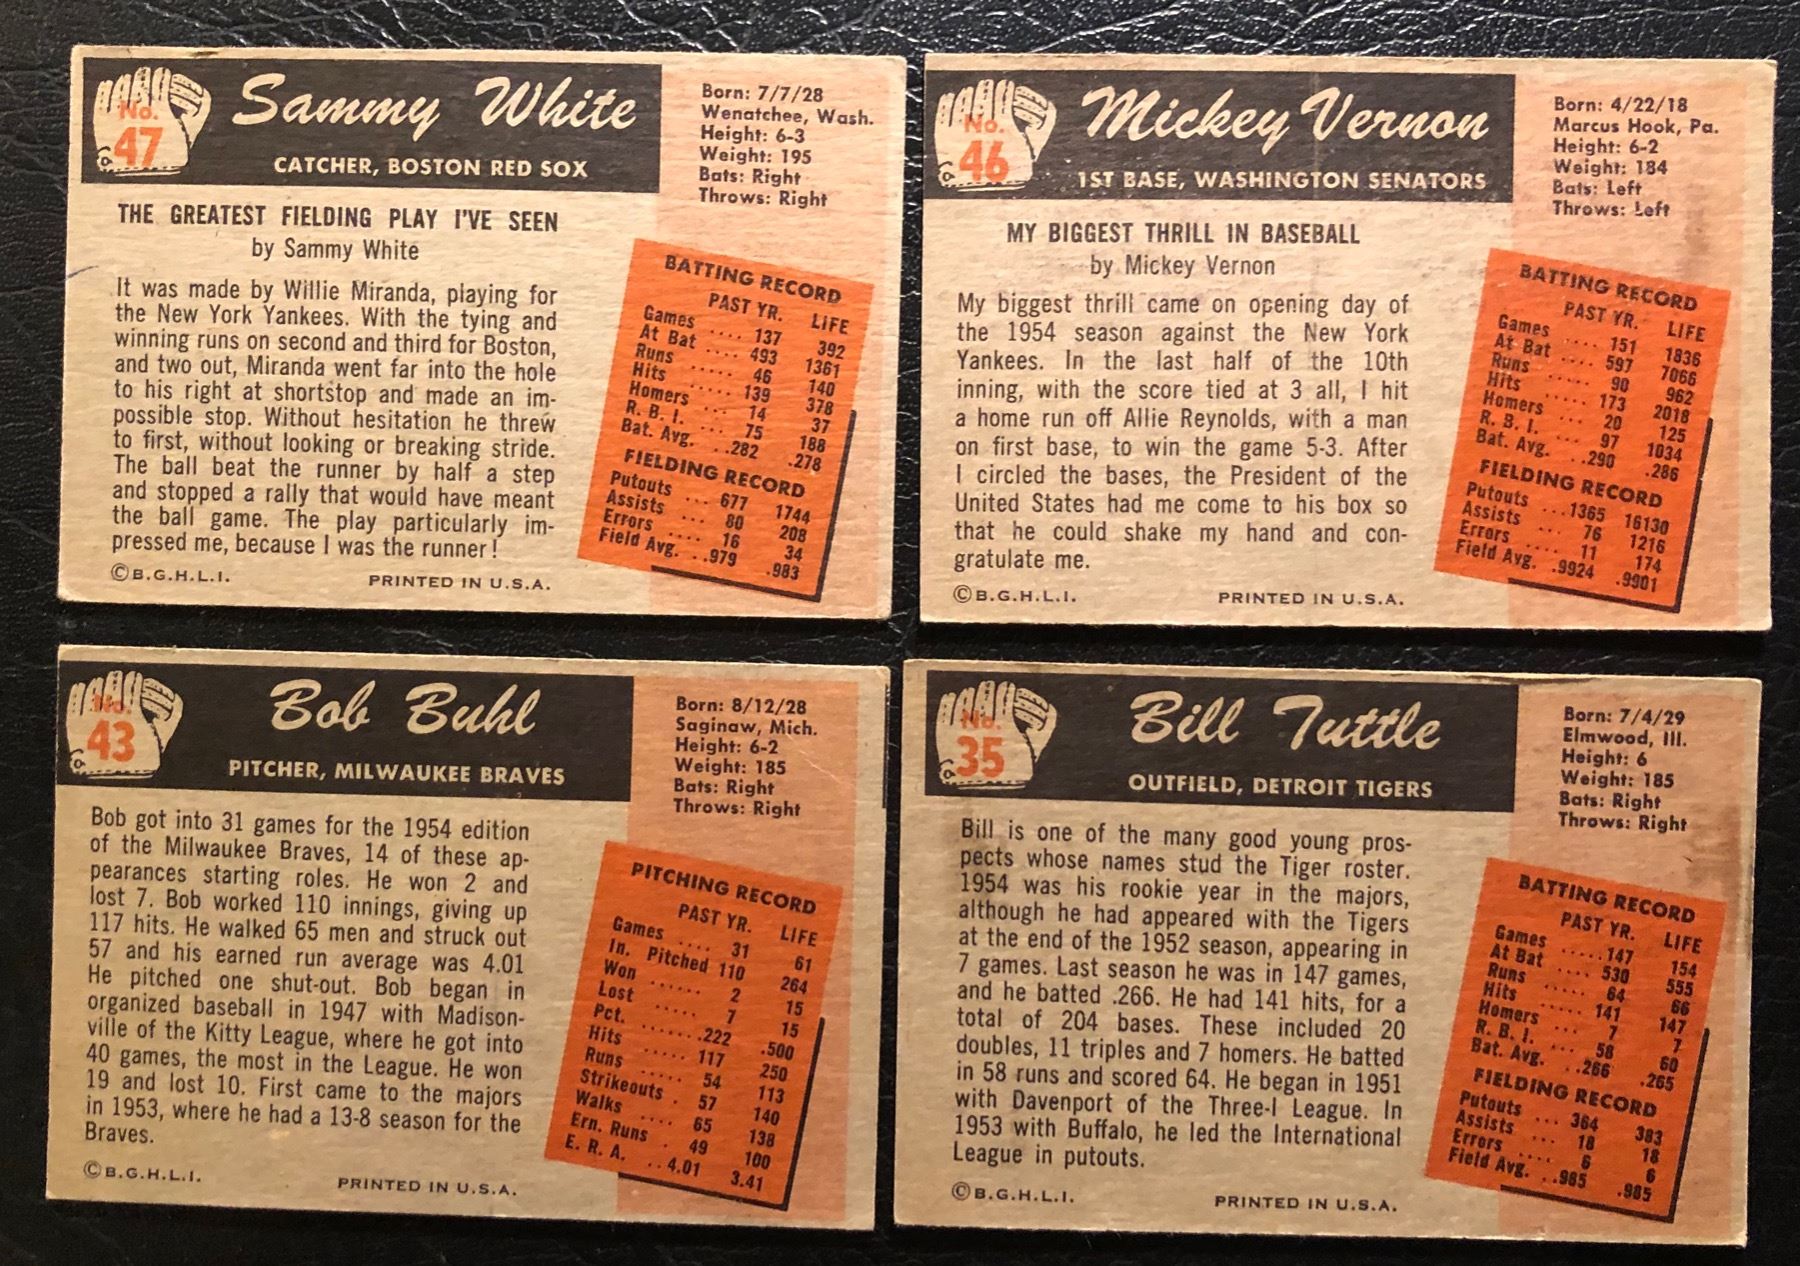 No.
47
Sammy White
CATCHER, BOSTON RED SOX
Born: 7/7/28
Wenatchee, Wash.
Height: 6-3
Weight: 195
Bats: Right
Throws: Right
THE GREATEST FIELDING PLAY I'VE SEEN
by Sammy White
It was made by Willie Miranda, playing for
the New York Yankees. With the tying and
winning runs on second and third for Boston,
and two out, Miranda went far into the hole
to his right at shortstop and made an im-
possible stop. Without hesitation he threw
to first, without looking or breaking stride.
The ball beat the runner by half a step
and stopped a rally that would have meant
the ball game. The play particularly im-
pressed me, because I was the runner!
©B.G.H.L.I. PRINTED IN U.S.A.
BATTING RECORD
PAST YR. LIFE
Games .... 137 392
At Bat .... 493 1361
Runs ..... 46 140
Hits ..... 139 378
Homers ... 14 37
R. B. I. ... 75 188
Bat. Avg. ..282 .278
FIELDING RECORD
Putouts ... 677 1744
Assists ... 80 208
Errors .... 16 34
Field Avg. ..979 .983
No.
46
Mickey Vernon
1ST BASE, WASHINGTON SENATORS
Born: 4/22/18
Marcus Hook, Pa.
Height: 6-2
Weight: 184
Bats: Left
Throws: Left
MY BIGGEST THRILL IN BASEBALL
by Mickey Vernon
My biggest thrill came on opening day of
the 1954 season against the New York
Yankees. In the last half of the 10th
inning, with the score tied at 3 all, I hit
a home run off Allie Reynolds, with a man
on first base, to win the game 5-3. After
I circled the bases, the President of the
United States had me come to his box so
that he could shake my hand and con-
gratulate me.
©B.G.H.L.I. PRINTED IN U.S.A.
BATTING RECORD
PAST YR. LIFE
Games .... 151 1836
At Bat .... 597 7066
Runs ..... 90 962
Hits ..... 173 2018
Homers ... 20 125
R. B. I. ... 97 1034
Bat. Avg. ..290 .286
FIELDING RECORD
Putouts ...1365 16130
Assists ... 76 1216
Errors .... 11 174
Field Avg. .9924 .9901
No.
43
Bob Buhl
PITCHER, MILWAUKEE BRAVES
Born: 8/12/28
Saginaw, Mich.
Height: 6-2
Weight: 185
Bats: Right
Throws: Right
Bob got into 31 games for the 1954 edition
of the Milwaukee Braves, 14 of these ap-
pearances starting roles. He won 2 and
lost 7. Bob worked 110 innings, giving up
117 hits. He walked 65 men and struck out
57 and his earned run average was 4.01
He pitched one shut-out. Bob began in
organized baseball in 1947 with Madison-
ville of the Kitty League, where he got into
40 games, the most in the League. He won
19 and lost 10. First came to the majors
in 1953, where he had a 13-8 season for the
Braves.
©B.G.H.L.I. PRINTED IN U.S.A.
PITCHING RECORD
PAST YR. LIFE
Games .... 31 61
In. Pitched 110 264
Won ...... 2 15
Lost ..... 7 15
Pct. .......222 .500
Hits ..... 117 250
Runs ..... 54 113
Strikeouts . 57 140
Walks .... 65 138
Ern. Runs . 49 100
E. R. A. ..4.01 3.41
No.
35
Bill Tuttle
OUTFIELD, DETROIT TIGERS
Born: 7/4/29
Elmwood, Ill.
Height: 6
Weight: 185
Bats: Right
Throws: Right
Bill is one of the many good young pros-
pects whose names stud the Tiger roster.
1954 was his rookie year in the majors,
although he had appeared with the Tigers
at the end of the 1952 season, appearing in
7 games. Last season he was in 147 games,
and he batted .266. He had 141 hits, for a
total of 204 bases. These included 20
doubles, 11 triples and 7 homers. He batted
in 58 runs and scored 64. He began in 1951
with Davenport of the Three-I League. In
1953 with Buffalo, he led the International
League in putouts.
©B.G.H.L.I. PRINTED IN U.S.A.
BATTING RECORD
PAST YR. LIFE
Games .....147 154
At Bat .... 530 555
Runs ..... 64 66
Hits ..... 141 147
Homers ... 7 7
R. B. I. ... 58 60
Bat. Avg. ..266 .265
FIELDING RECORD
Putouts ... 364 383
Assists ... 18 18
Errors .... 6 6
Field Avg. ..985 .985